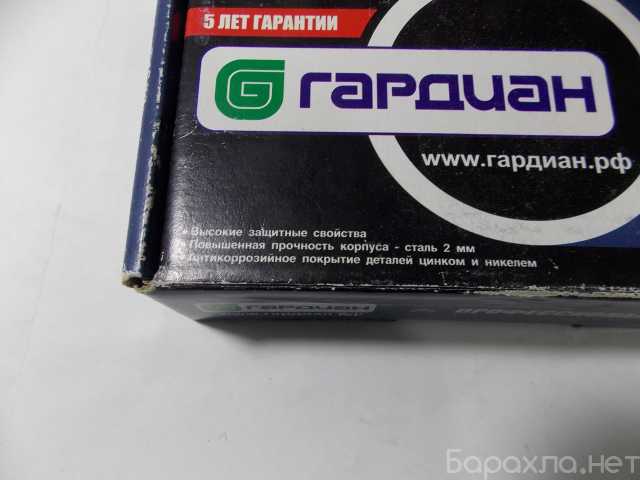 5 ЛЕТ ГАРАНТИИ
ГАРДИАН
www.гардиан.рф
• Высокие защитные свойства
• Повышенная прочность корпуса - сталь 2 мм
• Антикоррозийное покрытие деталей цинком и никелем
ГАРДИАН
Барахла.нет